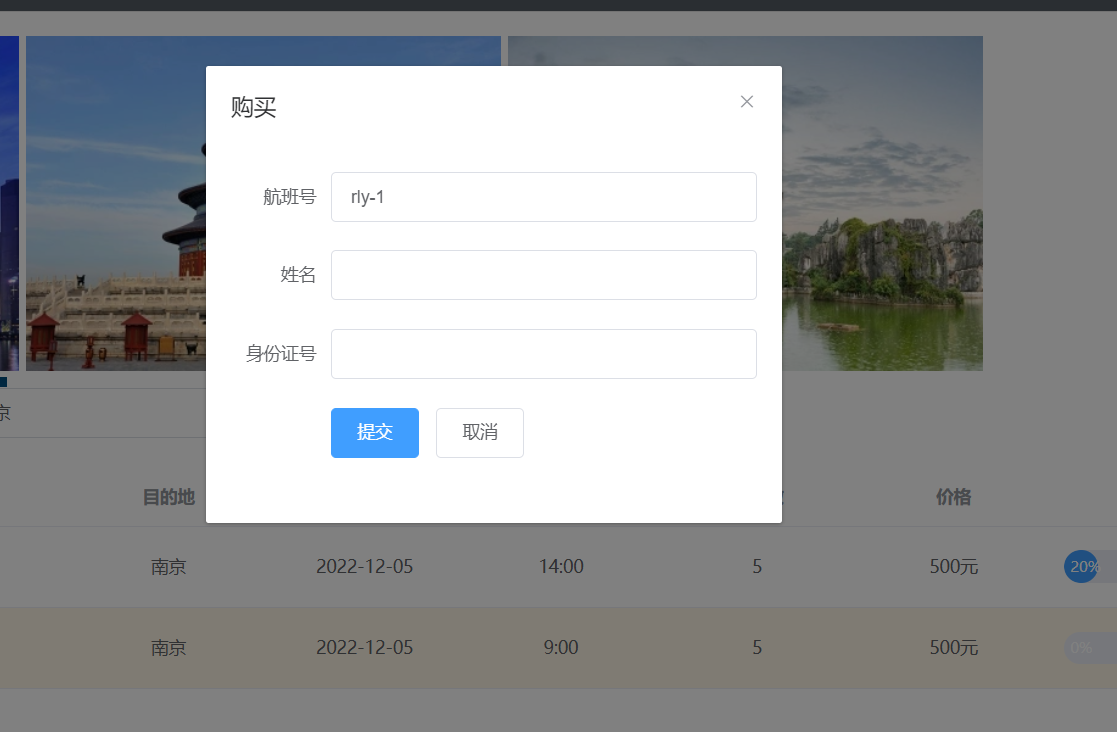 购买
航班号 rly-1
姓名
身份证号
提交 取消
京
目的地 价格
南京 2022-12-05 14:00 5 500元 20%
南京 2022-12-05 9:00 5 500元 0%